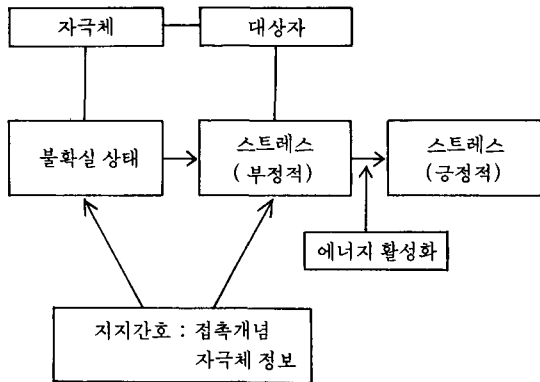 자극체
대상자
불확실 상태
스트레스
( 부정적)
스트레스
(긍정적)
에너지 활성화
지지간호 : 접촉개념
자극체 정보